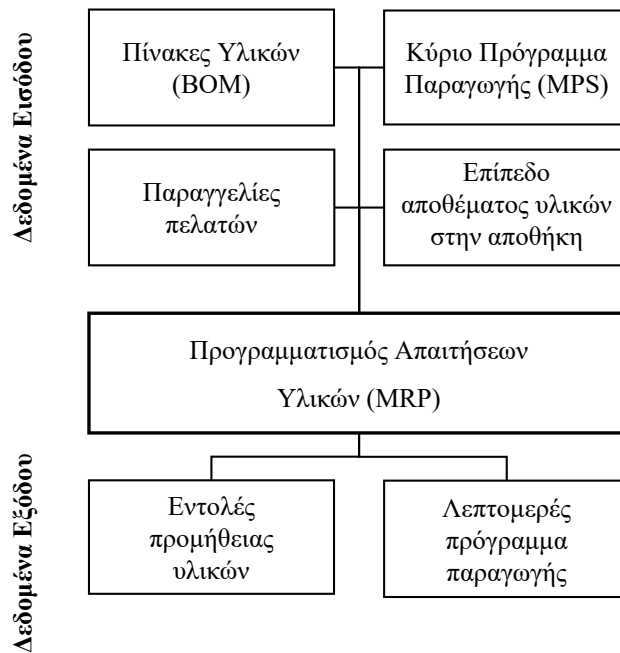 Δεδομένα Εισόδου
Πίνακες Υλικών
(BOM)
Κύριο Πρόγραμμα
Παραγωγής (MPS)
Παραγγελίες
πελατών
Επίπεδο
αποθέματος υλικών
στην αποθήκη
Προγραμματισμός Απαιτήσεων
Υλικών (MRP)
Δεδομένα Εξόδου
Εντολές
προμήθειας
υλικών
Λεπτομερές
πρόγραμμα
παραγωγής